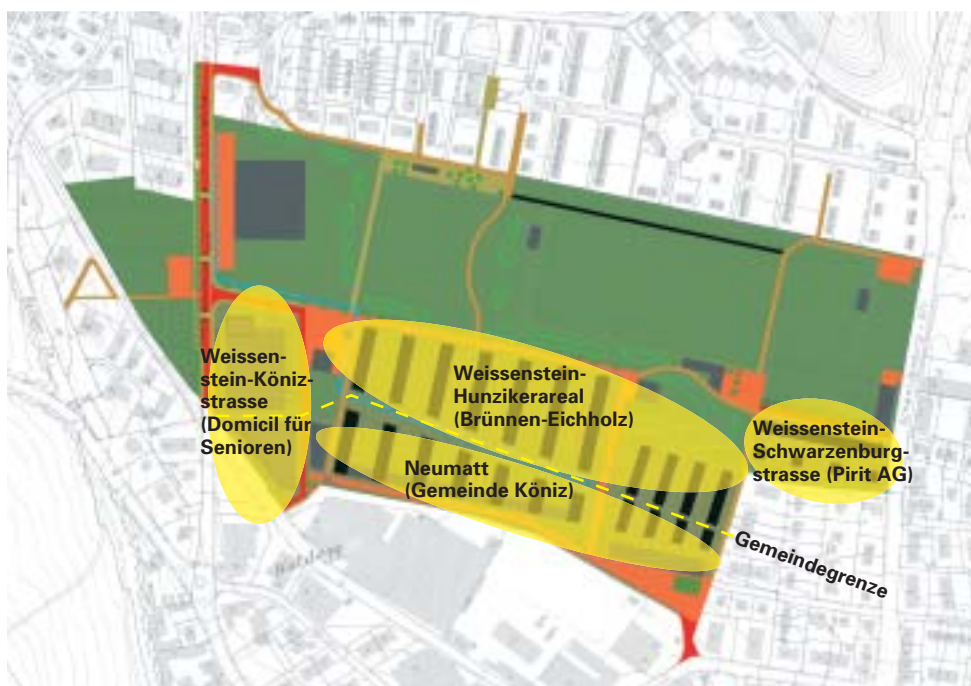 Weissen-
stein-Köniz-
strasse
(Domicil für
Senioren)
Weissenstein-
Hunzikerareal
(Brünnen-Eichholz)
Weissenstein-
Schwarzenburg-
strasse (Pirit AG)
Neumatt
(Gemeinde Köniz)
Gemeindegrenze